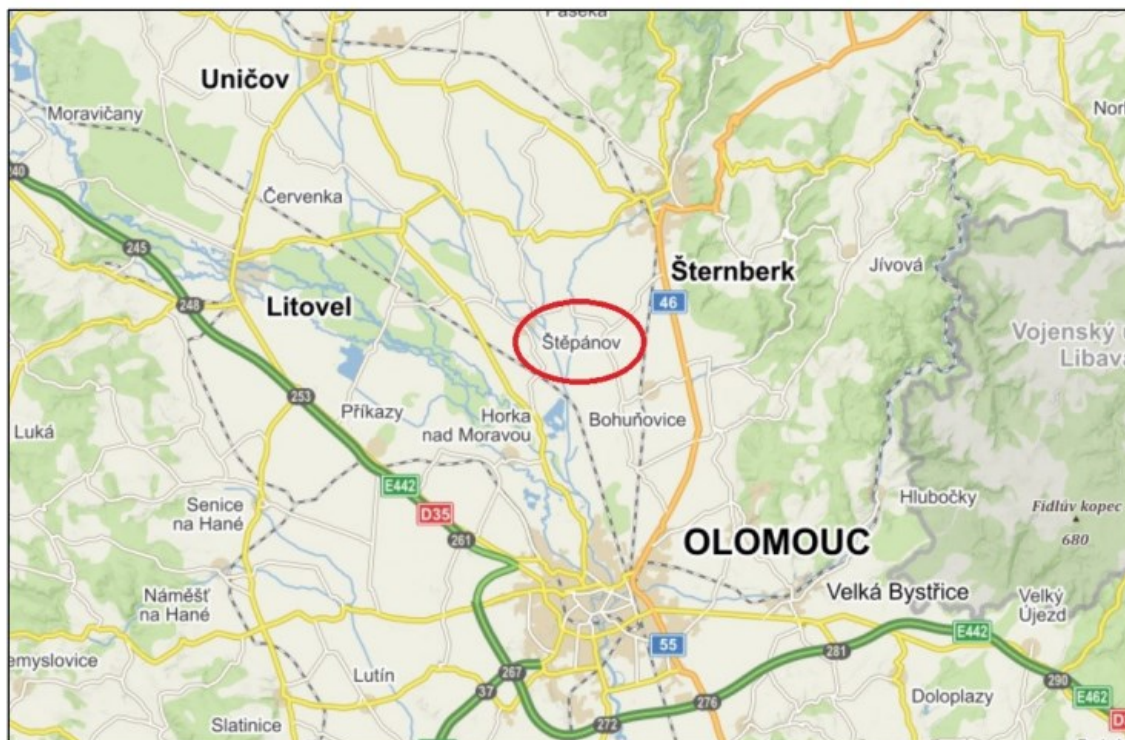 Paseka
Uničov
Moravičany
Nor
240
Červenka
245
Šternberk
Jívová
248
Litovel
46
Vojenský ú
Libava
Štěpánov
253
Příkazy
Horka
nad Moravou
Bohuňovice
Luká
E442
Hlubočky
Senice
na Hané
D35
Fidlův kopec
680
261
OLOMOUC
Náměšť
na Hané
Velká Bystřice
Velký
Újezd
E442
55
281
emyslovice
Lutín
267
290
37
276
E462
Doloplazy
Slatinice
272
D